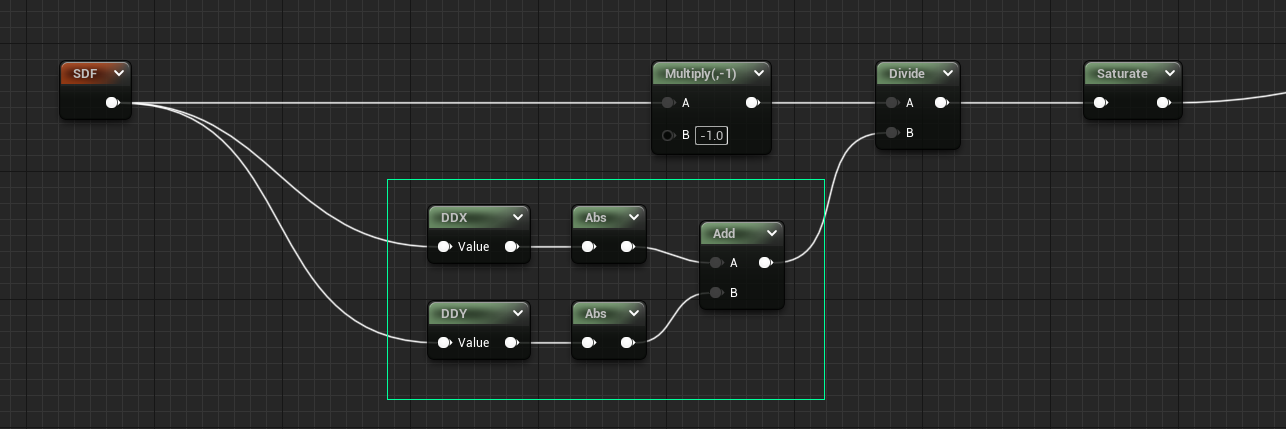 SDF
Multiply(,-1)
A
B -1.0
Divide
A
B
Saturate
DDX
Value
Abs
Add
A
B
DDY
Value
Abs